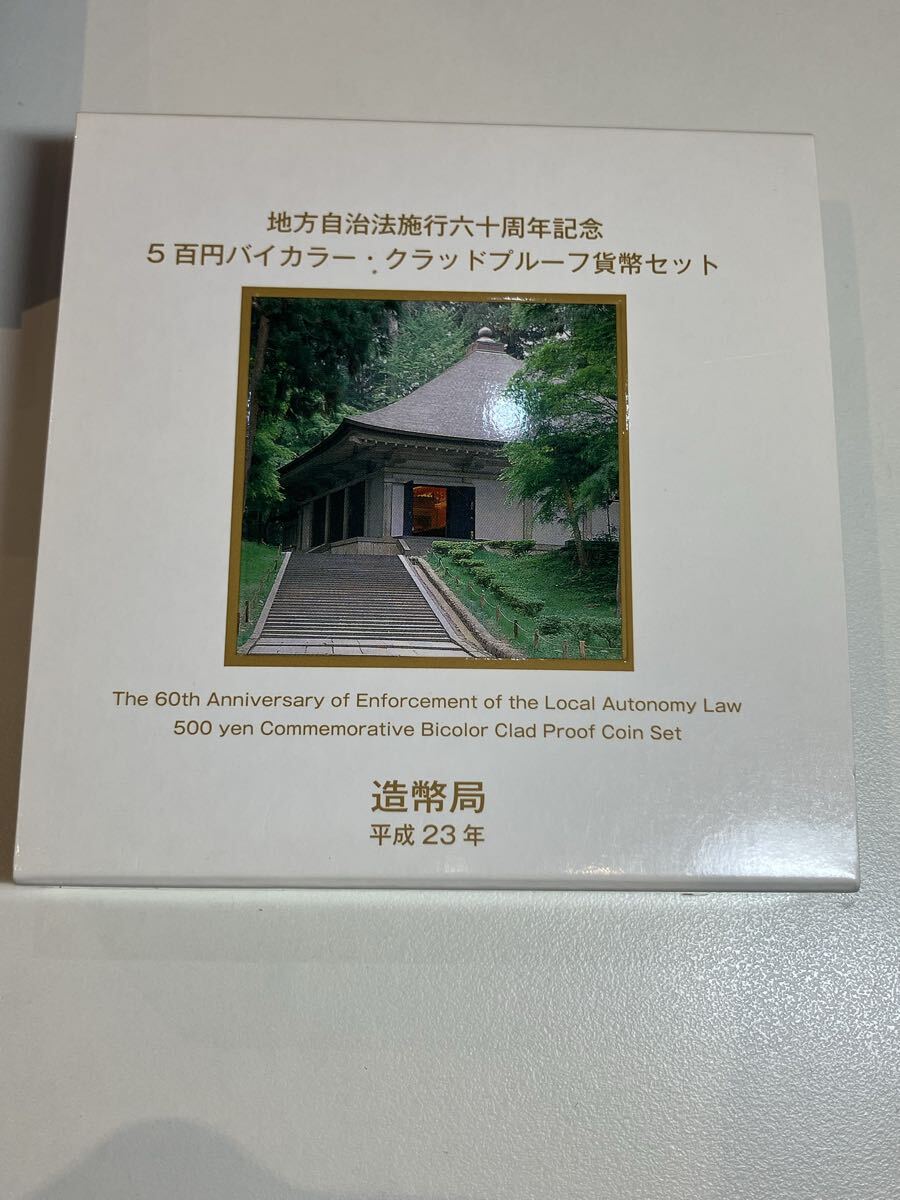 地方自治法施行六十周年記念
5百円バイカラー・クラッドプルーフ貨幣セット
The 60th Anniversary of Enforcement of the Local Autonomy Law
500 yen Commemorative Bicolor Clad Proof Coin Set
造幣局
平成23年